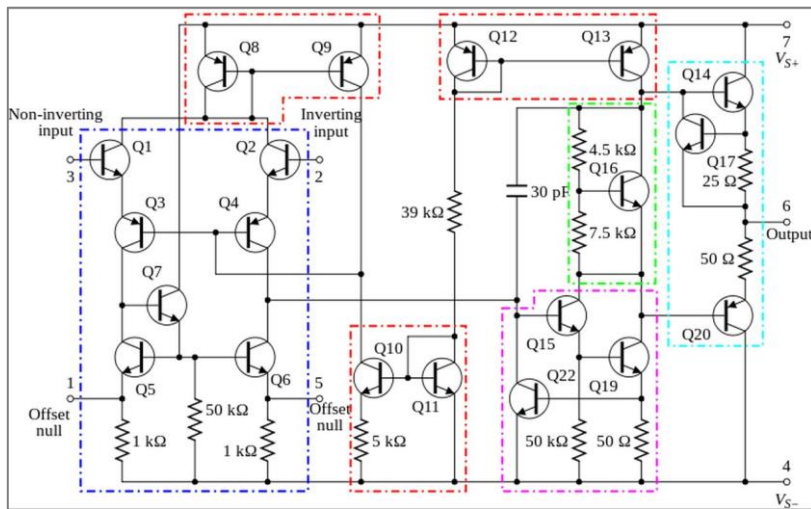 Q8
Q9
Q12
Q13
7
V_S+
Q14
Non-inverting
input
Inverting
input
Q1
Q2
3
2
4.5 kΩ
Q16
Q17
25 Ω
30 pF
6
Output
Q3
Q4
39 kΩ
7.5 kΩ
50 Ω
Q7
Q15
Q20
Q10
Q22
Q19
1
Q5
Q6
5
Q11
Offset
null
50 kΩ
Offset
null
1 kΩ
1 kΩ
5 kΩ
50 kΩ
50 Ω
4
V_S−